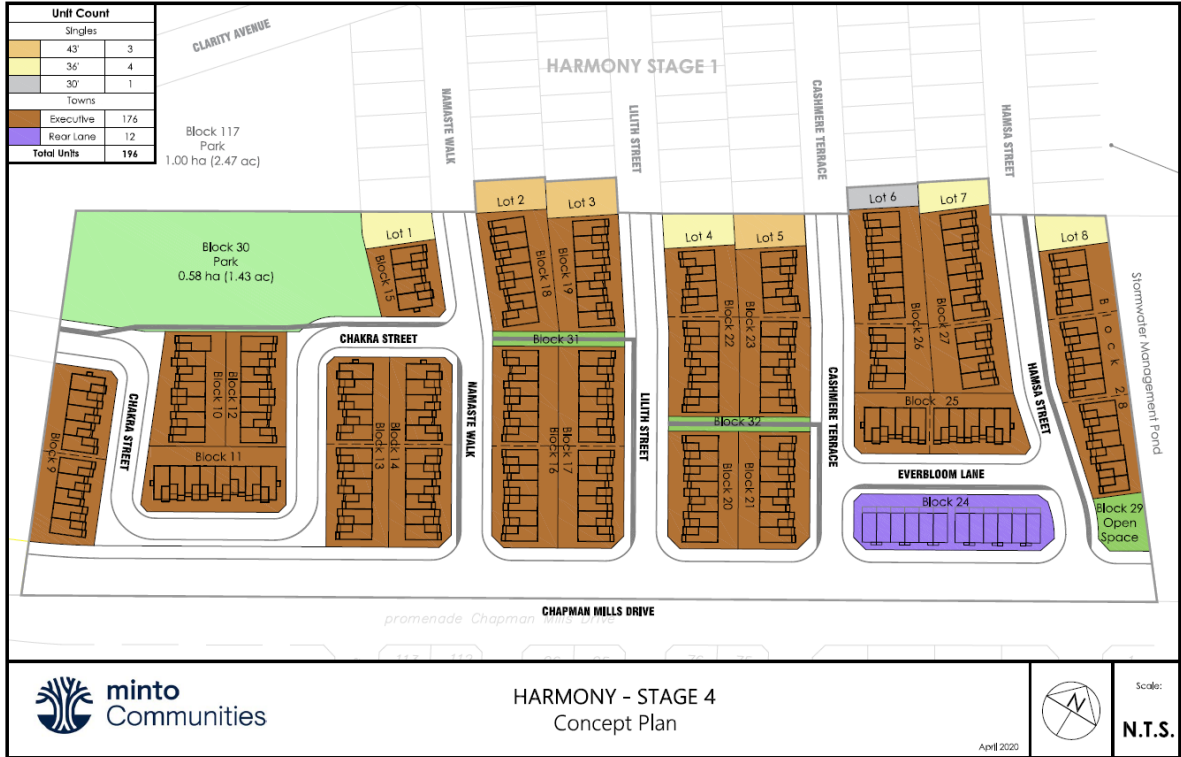 Unit Count
Singles
43' 3
36' 4
30' 1
Towns
Executive 176
Rear Lane 12
Total Units 196
CLARITY AVENUE
HARMONY STAGE 1
NAMASTE WALK
LILITH STREET
CASHMERE TERRACE
HAMSA STREET
Block 117
Park
1.00 ha (2.47 ac)
Lot 1
Lot 2
Lot 3
Lot 4
Lot 5
Lot 6
Lot 7
Lot 8
Block 30
Park
0.58 ha (1.43 ac)
Block 15
Block 18
Block 19
Block 22
Block 23
Block 26
Block 27
Block 28
Stormwater Management Pond
CHAKRA STREET
Block 31
Block 10
Block 12
Block 11
Block 9
CHAKRA STREET
Block 13
Block 14
NAMASTE WALK
Block 16
Block 17
LILITH STREET
Block 32
Block 20
Block 21
CASHMERE TERRACE
Block 25
HAMSA STREET
EVERBLOOM LANE
Block 24
Block 29
Open
Space
CHAPMAN MILLS DRIVE
promenade Chapman Mills Drive
113 112
76 75
minto
Communities
HARMONY - STAGE 4
Concept Plan
April 2020
N
Scale:
N.T.S.